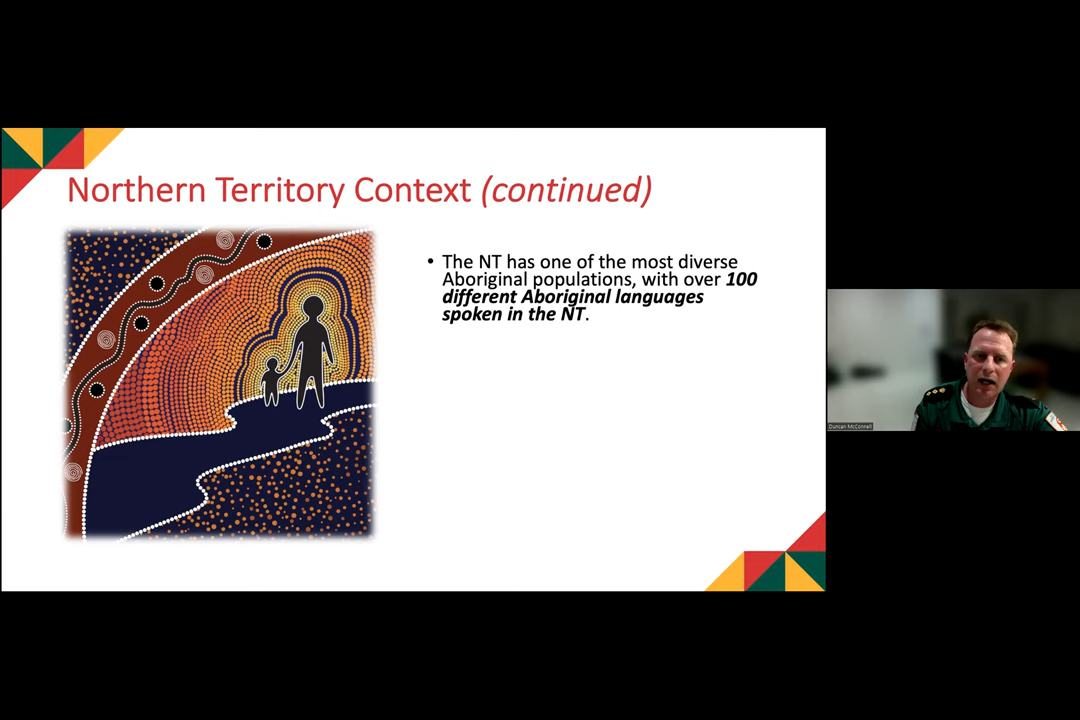 Northern Territory Context (continued)
• The NT has one of the most diverse
Aboriginal populations, with over 100
different Aboriginal languages
spoken in the NT.
Duncan McConnell